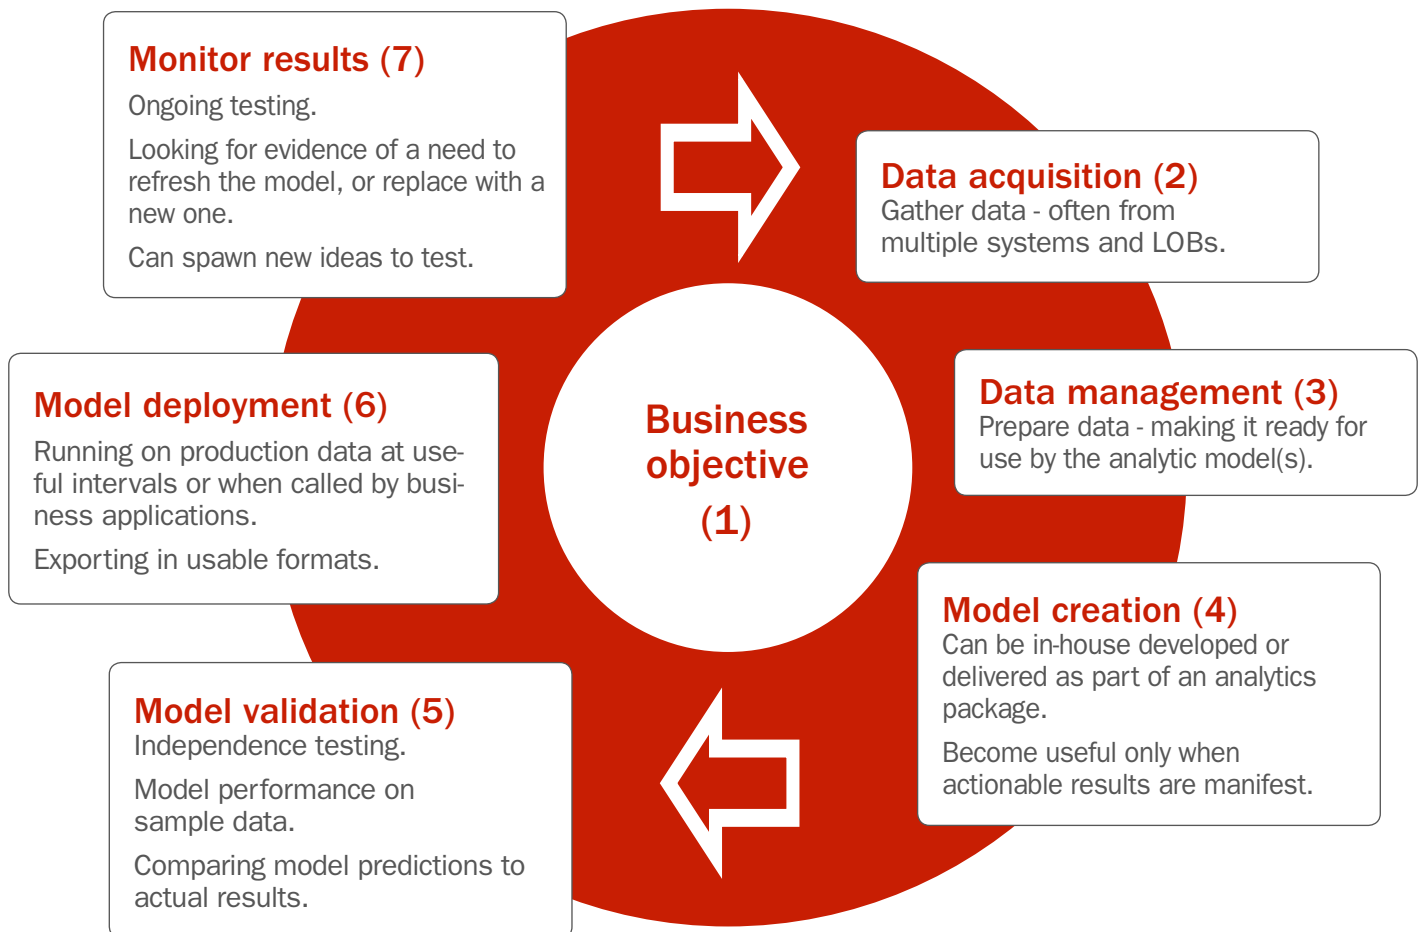 Monitor results (7)
Ongoing testing.
Looking for evidence of a need to
refresh the model, or replace with a
new one.
Can spawn new ideas to test.
Data acquisition (2)
Gather data - often from
multiple systems and LOBs.
Model deployment (6)
Running on production data at use-
ful intervals or when called by busi-
ness applications.
Exporting in usable formats.
Business
objective
(1)
Data management (3)
Prepare data - making it ready for
use by the analytic model(s).
Model creation (4)
Can be in-house developed or
delivered as part of an analytics
package.
Become useful only when
actionable results are manifest.
Model validation (5)
Independence testing.
Model performance on
sample data.
Comparing model predictions to
actual results.